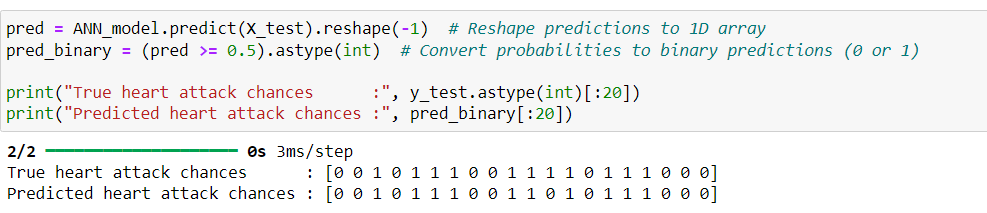 pred = ANN_model.predict(X_test).reshape(-1)  # Reshape predictions to 1D array
pred_binary = (pred >= 0.5).astype(int)  # Convert probabilities to binary predictions (0 or 1)
print("True heart attack chances      :", y_test.astype(int)[:20])
print("Predicted heart attack chances :", pred_binary[:20])
2/2 ━━━━━━━━━━━━━━━━━━━━ 0s 3ms/step
True heart attack chances      : [0 0 1 0 1 1 1 0 0 1 1 1 1 0 1 1 1 0 0 0]
Predicted heart attack chances : [0 0 1 0 1 1 1 0 0 1 1 0 1 0 1 1 1 0 0 0]